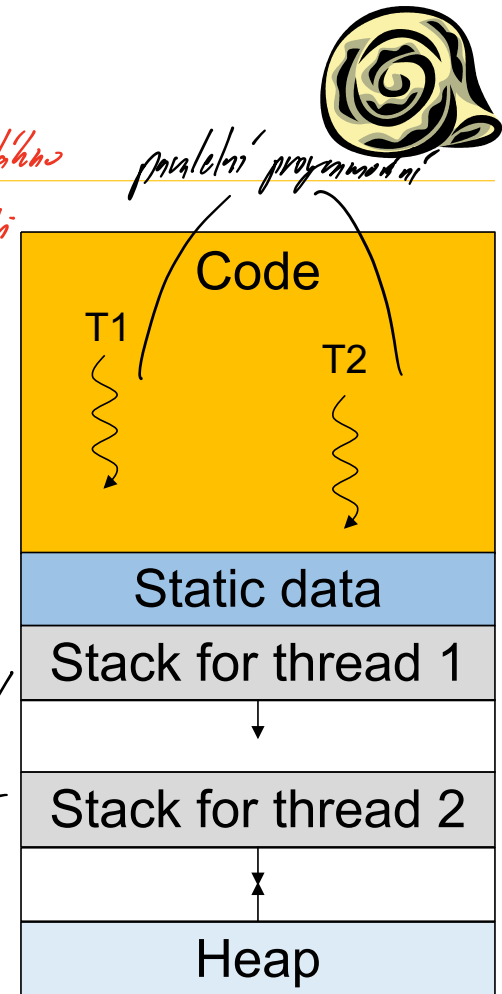 paralelní programování
Code
T1
T2
Static data
Stack for thread 1
Stack for thread 2
Heap